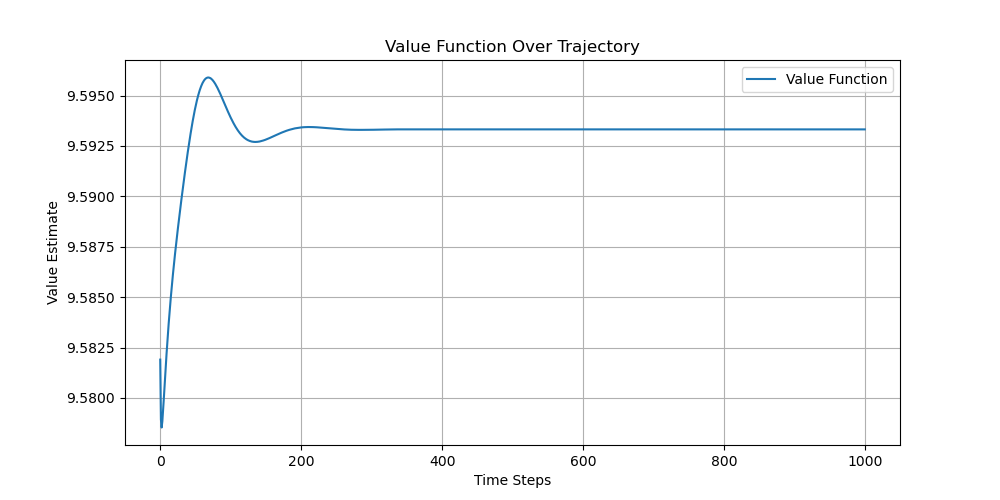 Value Function Over Trajectory
Value Function
9.5950
9.5925
9.5900
9.5875
9.5850
9.5825
9.5800
Value Estimate
0 200 400 600 800 1000
Time Steps